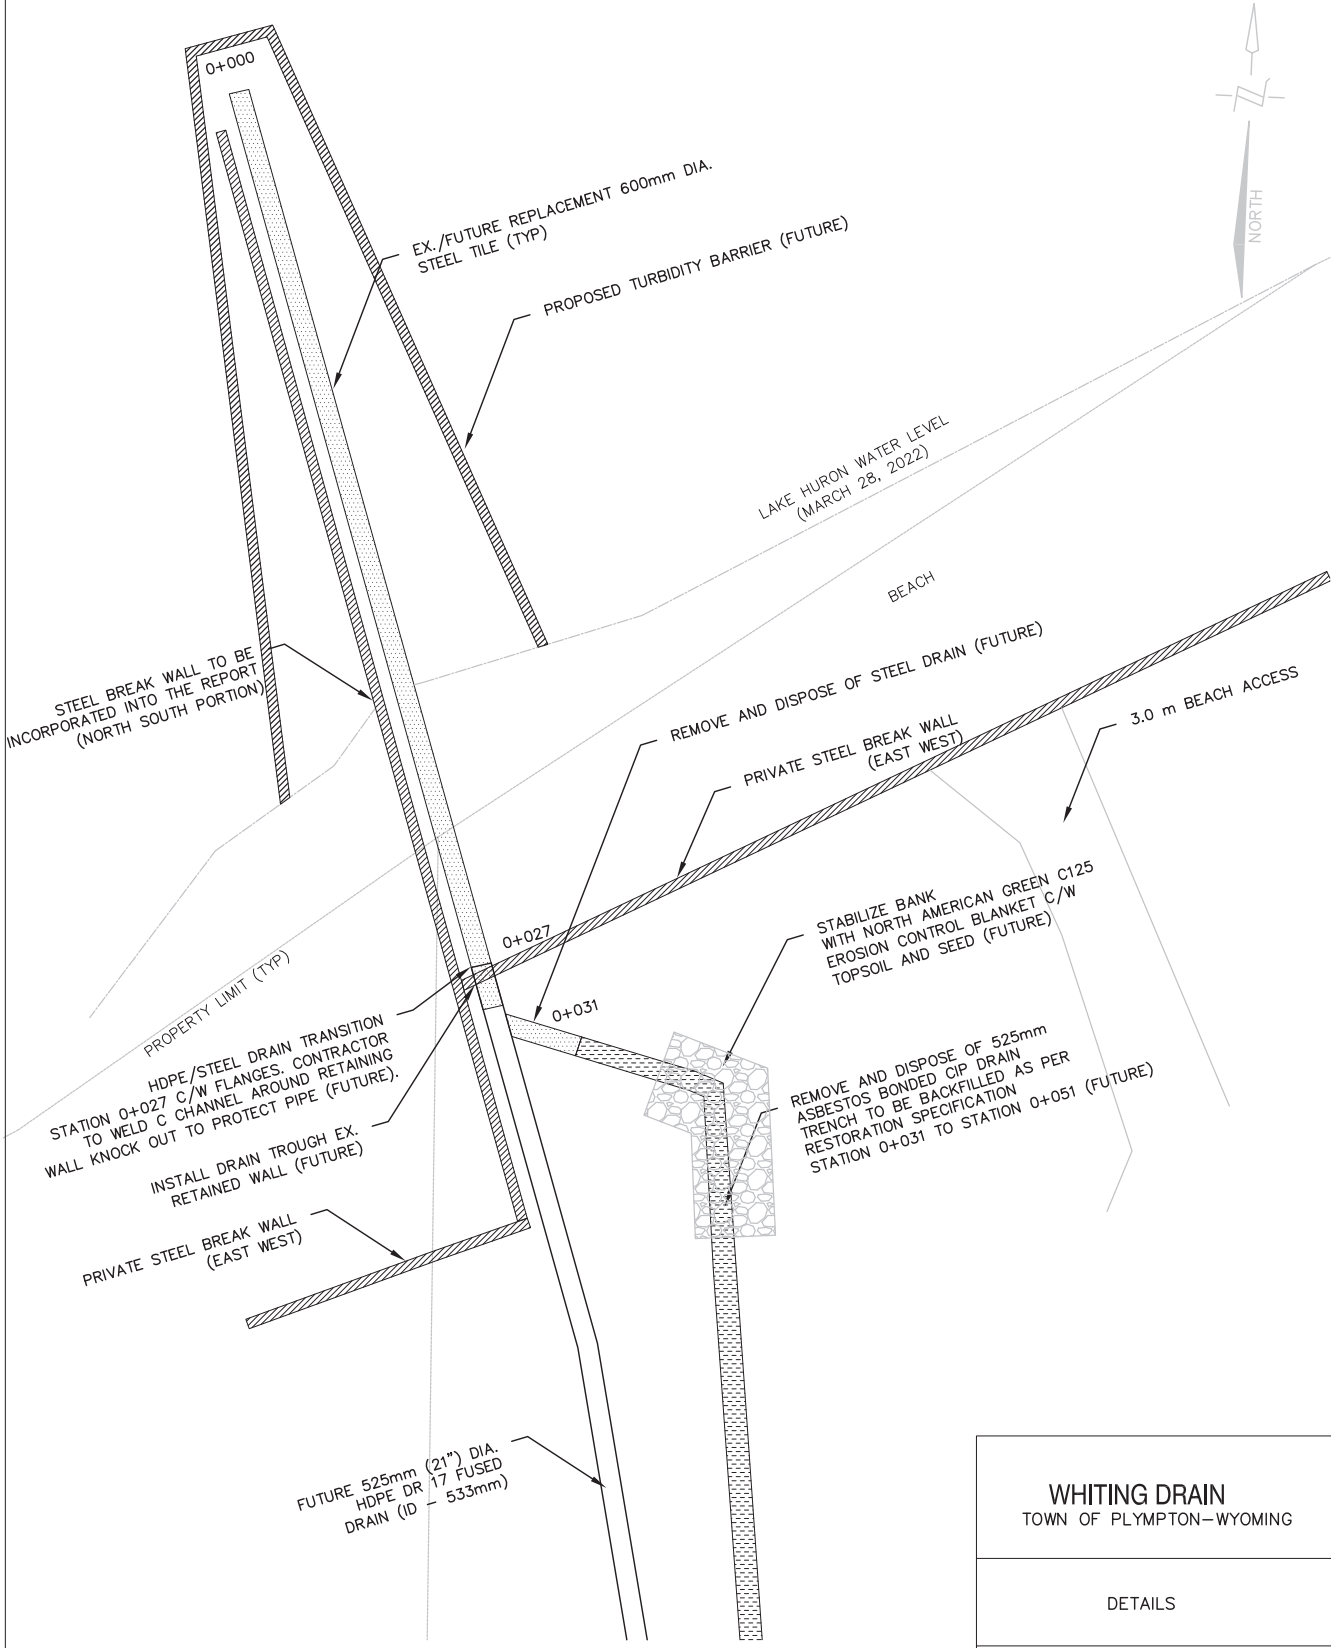 0+000
NORTH
EX./FUTURE REPLACEMENT 600mm DIA.
STEEL TILE (TYP)
PROPOSED TURBIDITY BARRIER (FUTURE)
LAKE HURON WATER LEVEL
(MARCH 28, 2022)
BEACH
STEEL BREAK WALL TO BE
INCORPORATED INTO THE REPORT
(NORTH SOUTH PORTION)
REMOVE AND DISPOSE OF STEEL DRAIN (FUTURE)
PRIVATE STEEL BREAK WALL
(EAST WEST)
3.0 m BEACH ACCESS
0+027
STABILIZE BANK
WITH NORTH AMERICAN GREEN C125
EROSION CONTROL BLANKET C/W
TOPSOIL AND SEED (FUTURE)
PROPERTY LIMIT (TYP)
0+031
HDPE/STEEL DRAIN TRANSITION
STATION 0+027 C/W FLANGES. CONTRACTOR
TO WELD C CHANNEL AROUND RETAINING
WALL KNOCK OUT TO PROTECT PIPE (FUTURE).
REMOVE AND DISPOSE OF 525mm
ASBESTOS BONDED CIP DRAIN
TRENCH TO BE BACKFILLED AS PER
RESTORATION SPECIFICATION
STATION 0+031 TO STATION 0+051 (FUTURE)
INSTALL DRAIN TROUGH EX.
RETAINED WALL (FUTURE)
PRIVATE STEEL BREAK WALL
(EAST WEST)
FUTURE 525mm (21") DIA.
HDPE DR 17 FUSED
DRAIN (ID - 533mm)
WHITING DRAIN
TOWN OF PLYMPTON-WYOMING
DETAILS